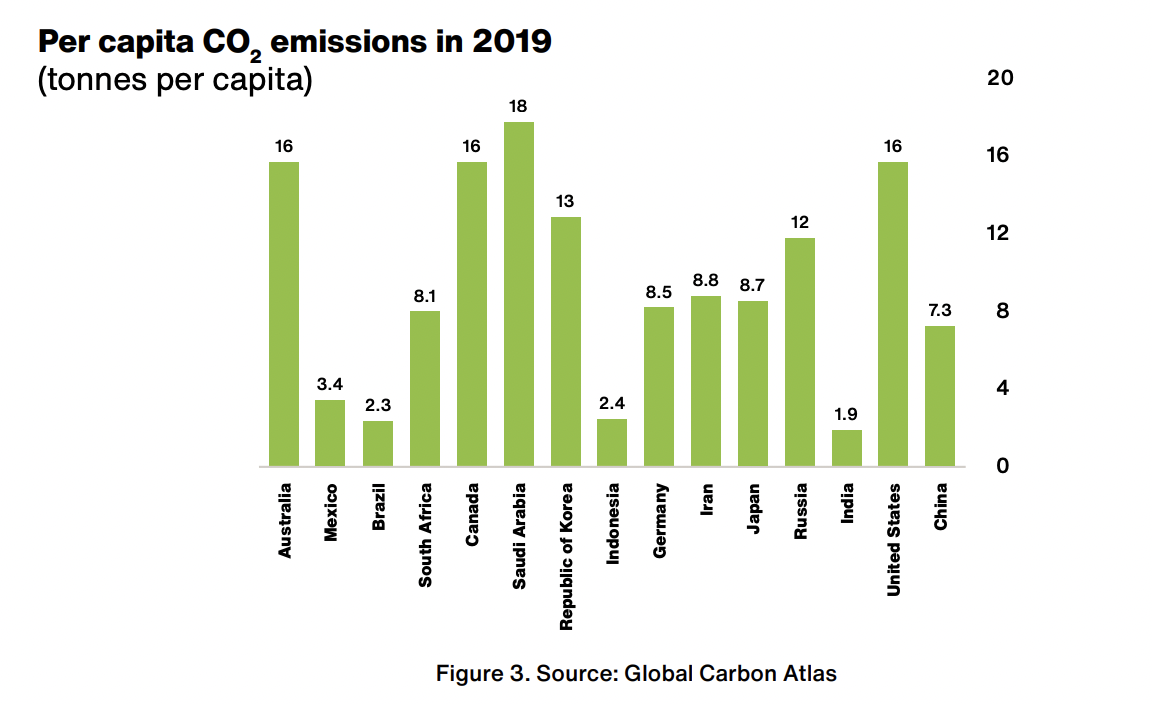 Per capita CO₂ emissions in 2019
(tonnes per capita)
20
16
12
8
4
0
16
3.4
2.3
8.1
16
18
13
2.4
8.5
8.8
8.7
12
1.9
16
7.3
Australia
Mexico
Brazil
South Africa
Canada
Saudi Arabia
Republic of Korea
Indonesia
Germany
Iran
Japan
Russia
India
United States
China
Figure 3. Source: Global Carbon Atlas